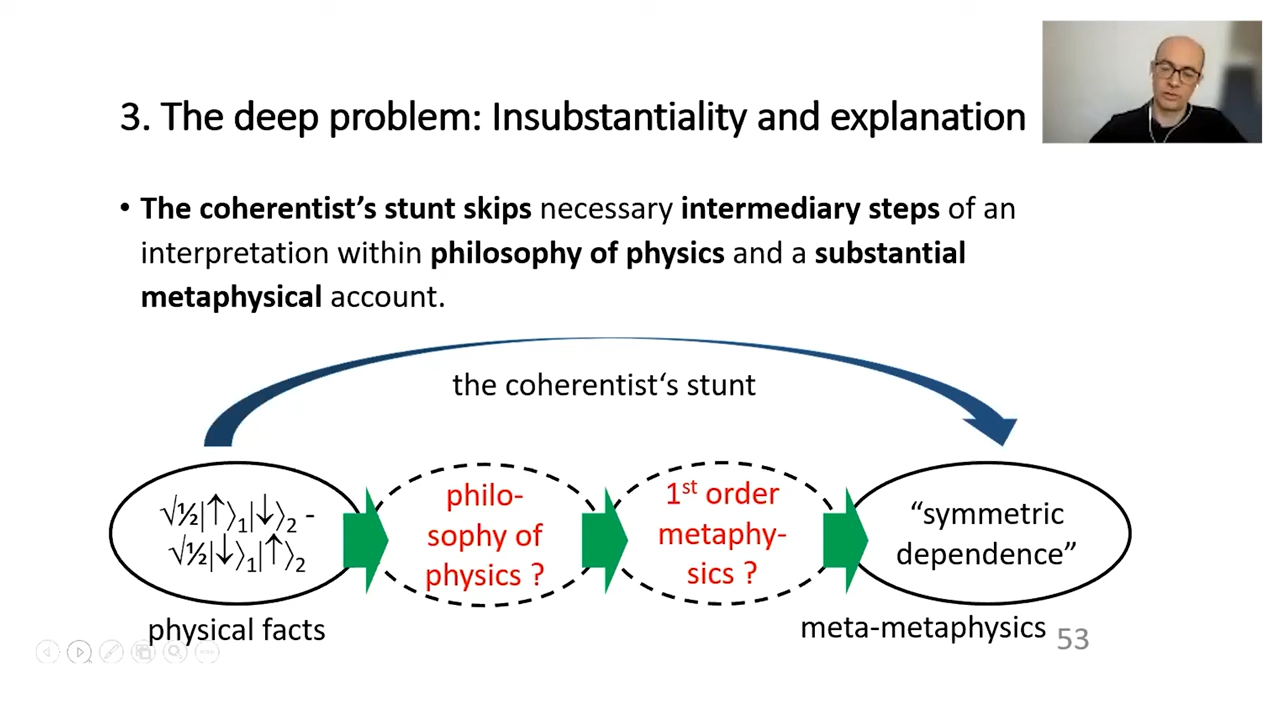 3. The deep problem: Insubstantiality and explanation
• The coherentist’s stunt skips necessary intermediary steps of an
interpretation within philosophy of physics and a substantial
metaphysical account.
the coherentist‘s stunt
√½|↑⟩₁|↓⟩₂ -
√½|↓⟩₁|↑⟩₂
philo-
sophy of
physics ?
1st order
metaphy-
sics ?
“symmetric
dependence”
physical facts
meta-metaphysics
53